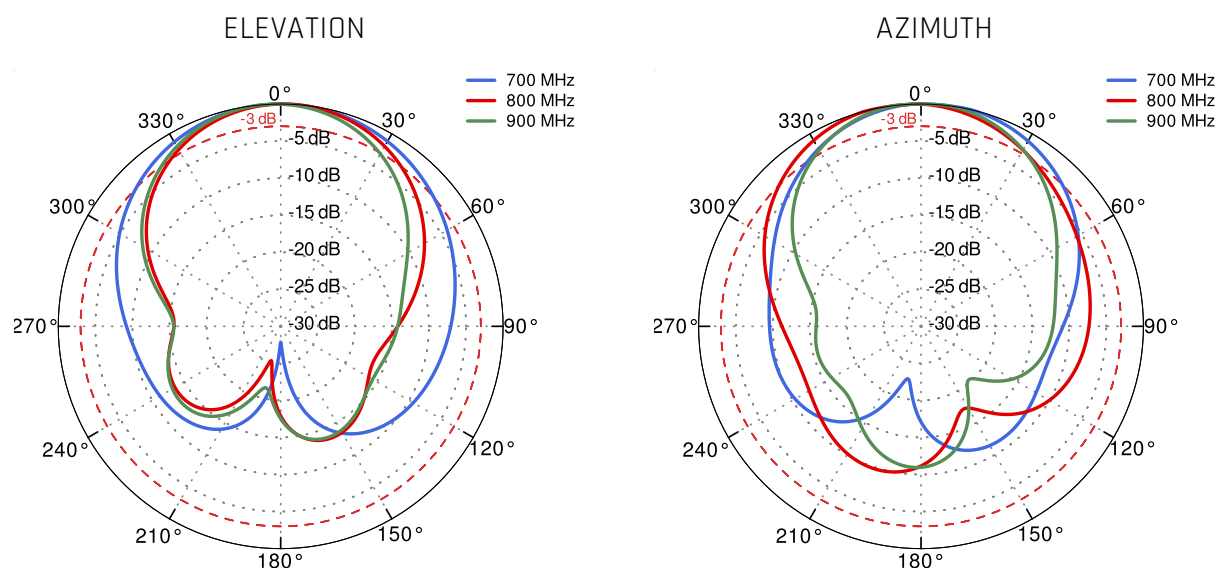 ELEVATION
700 MHz
800 MHz
900 MHz
0°
330°
-3 dB
30°
-5 dB
-10 dB
300°
60°
-15 dB
-20 dB
-25 dB
270°
-30 dB
90°
240°
120°
210°
150°
180°
AZIMUTH
700 MHz
800 MHz
900 MHz
0°
330°
-3 dB
30°
-5 dB
-10 dB
300°
60°
-15 dB
-20 dB
-25 dB
270°
-30 dB
90°
240°
120°
210°
150°
180°